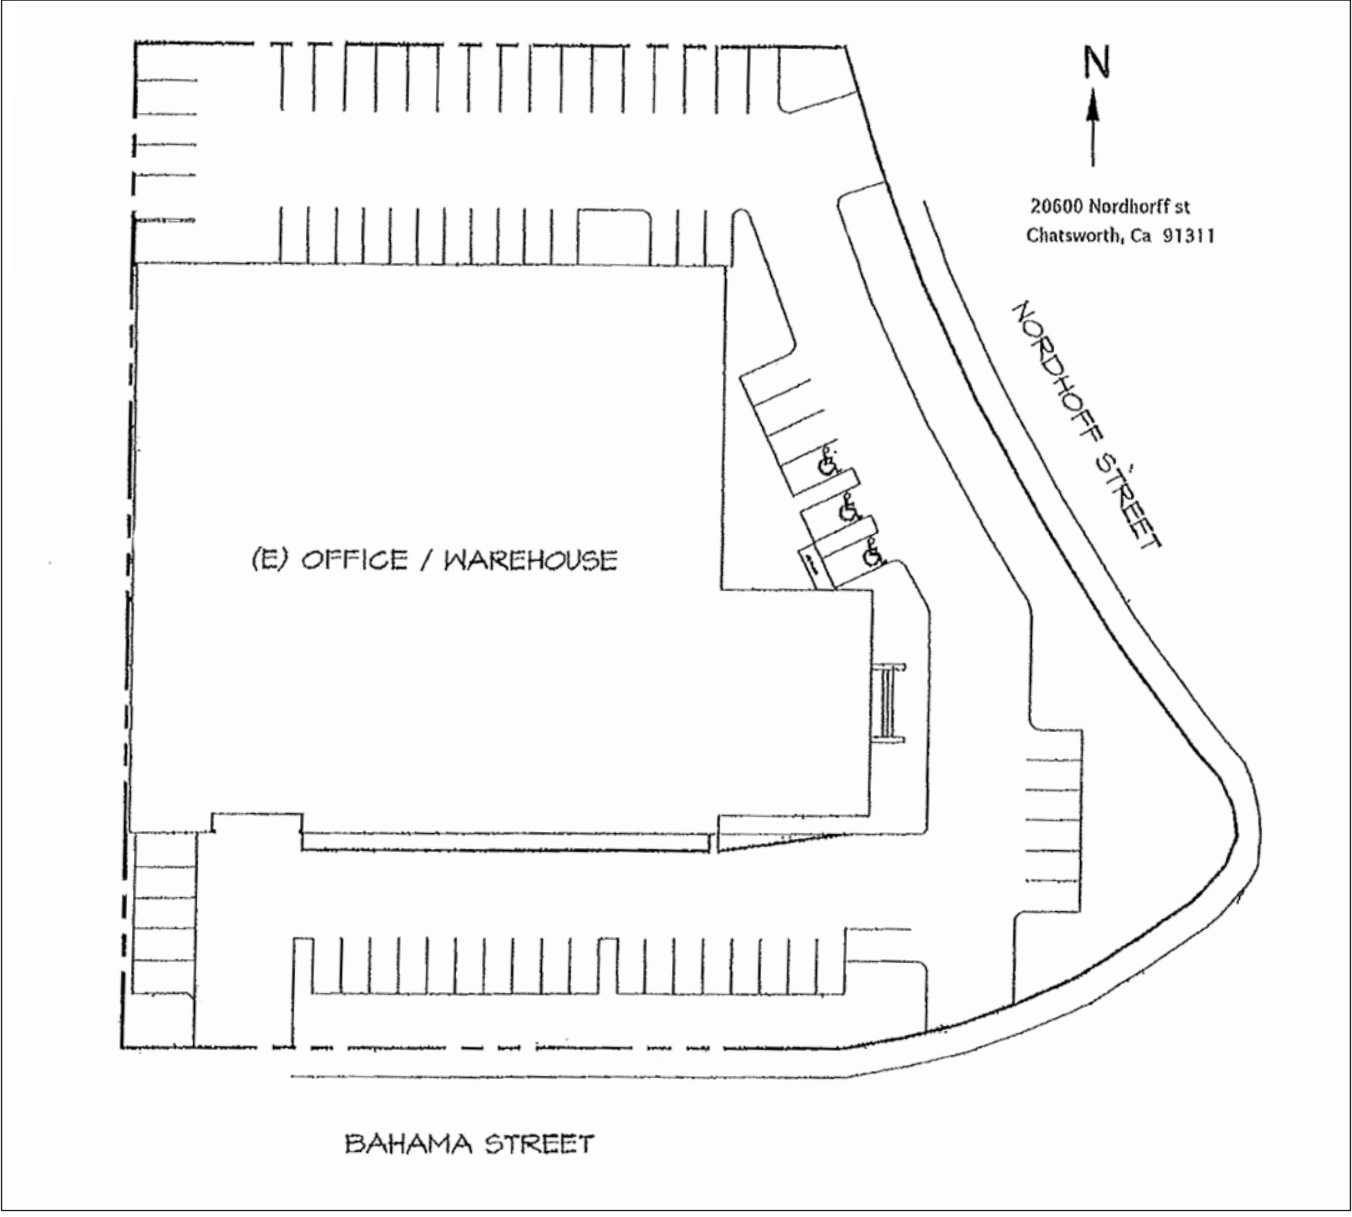 N
20600 Nordhorff st
Chatsworth, Ca 91311
NORDHOFF STREET
(E) OFFICE / WAREHOUSE
BAHAMA STREET